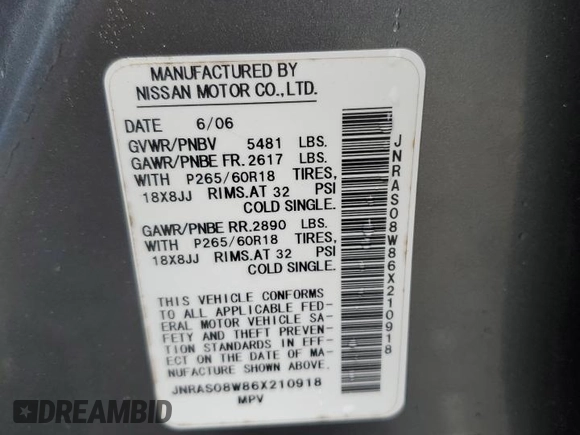 MANUFACTURED BY
NISSAN MOTOR CO.,LTD.
DATE 6/06
GVWR/PNBV 5481 LBS.
GAWR/PNBE FR.2617 LBS.
WITH P265/60R18 TIRES,
18X8JJ RIMS.AT 32 PSI
COLD SINGLE.
GAWR/PNBE RR.2890 LBS.
WITH P265/60R18 TIRES,
18X8JJ RIMS.AT 32 PSI
COLD SINGLE.
THIS VEHICLE CONFORMS
TO ALL APPLICABLE FED-
ERAL MOTOR VEHICLE SA-
FETY AND THEFT PREVEN-
TION STANDARDS IN EFF-
ECT ON THE DATE OF MA-
NUFACTURE SHOWN ABOVE.
JNRAS08W86X210918
MPV
JNRAS08W86X210918
DREAMBID